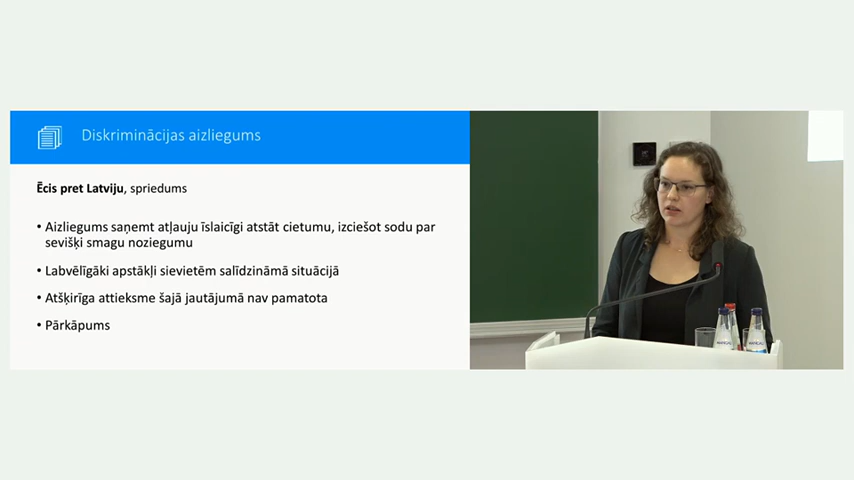 Diskriminācijas aizliegums
Ēcis pret Latviju, spriedums
• Aizliegums saņemt atļauju īslaicīgi atstāt cietumu, izciešot sodu par
sevišķi smagu noziegumu
• Labvēlīgāki apstākļi sievietēm salīdzināmā situācijā
• Atšķirīga attieksme šajā jautājumā nav pamatota
• Pārkāpums